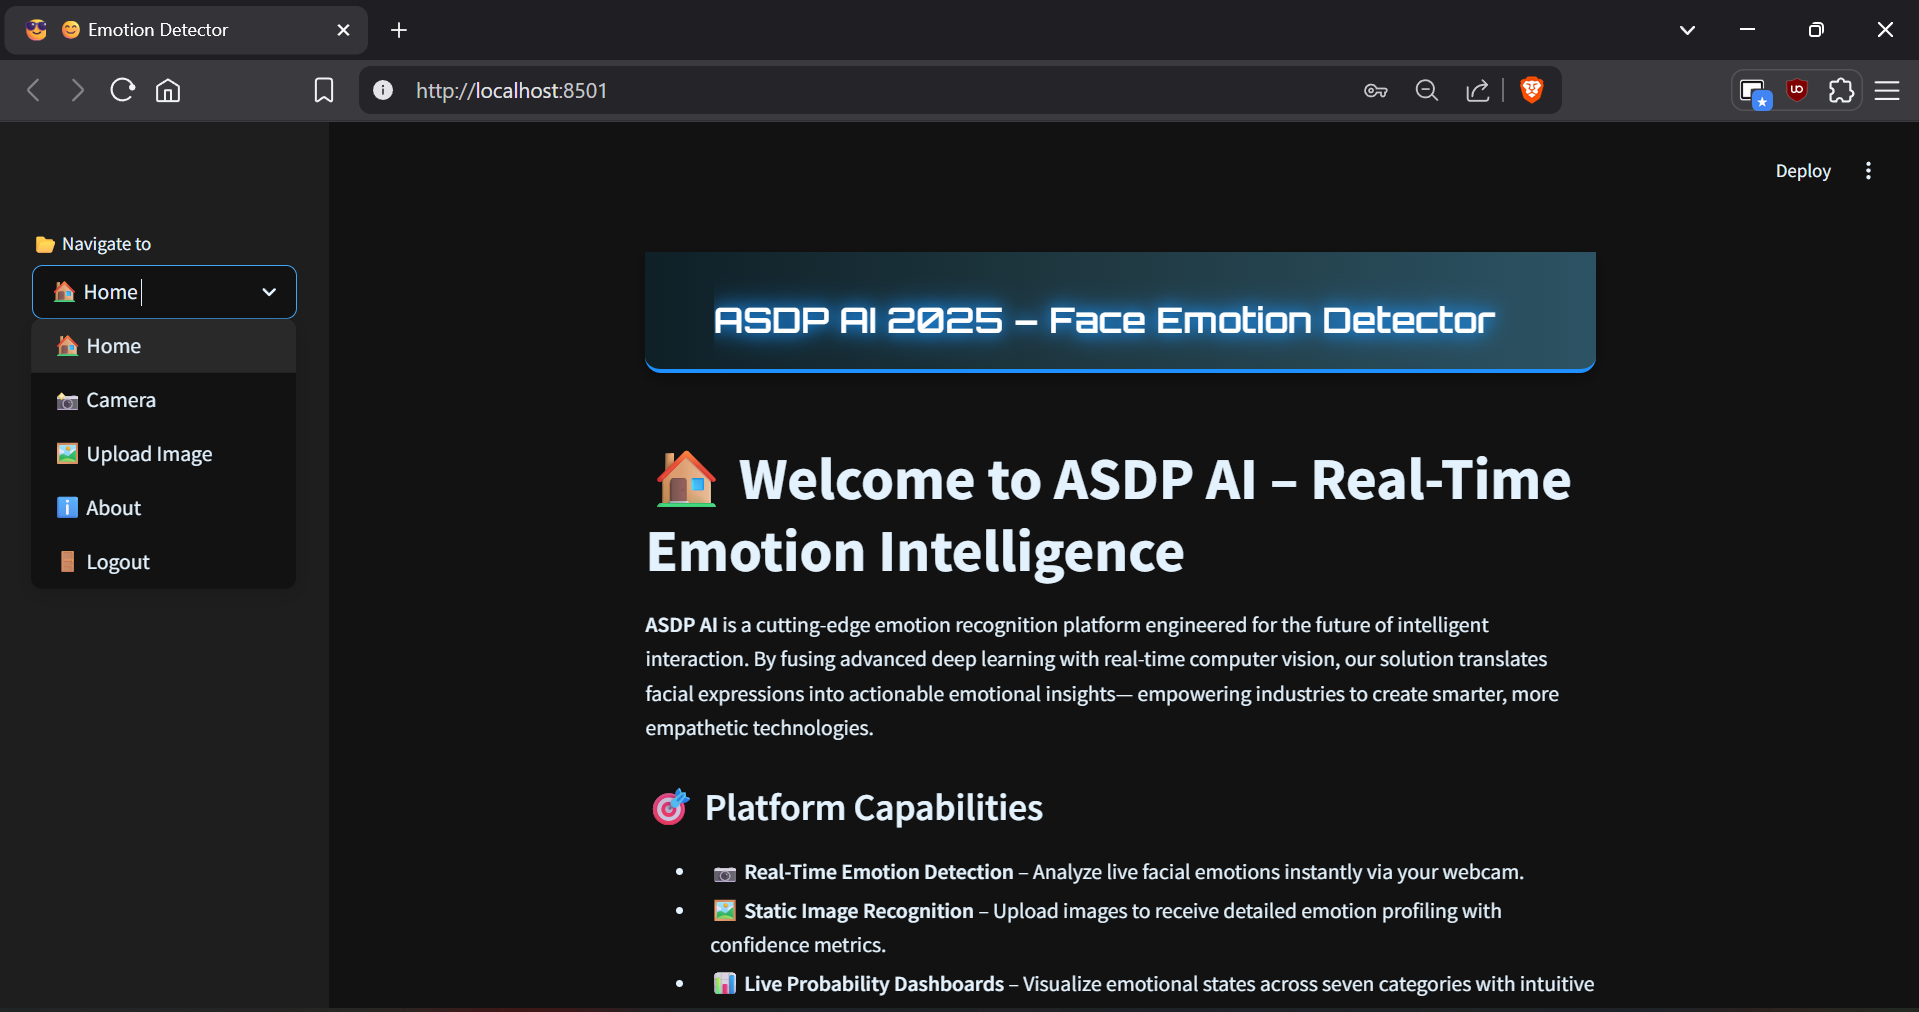 😊 Emotion Detector
http://localhost:8501
Deploy
📂 Navigate to
🏠 Home
🏠 Home
📷 Camera
🖼️ Upload Image
ℹ️ About
🚪 Logout
ASDP AI 2025 – Face Emotion Detector
🏠 Welcome to ASDP AI – Real-Time
Emotion Intelligence
ASDP AI is a cutting-edge emotion recognition platform engineered for the future of intelligent
interaction. By fusing advanced deep learning with real-time computer vision, our solution translates
facial expressions into actionable emotional insights— empowering industries to create smarter, more
empathetic technologies.
🎯 Platform Capabilities
• 📷 Real-Time Emotion Detection – Analyze live facial emotions instantly via your webcam.
• 🖼️ Static Image Recognition – Upload images to receive detailed emotion profiling with
confidence metrics.
• 📊 Live Probability Dashboards – Visualize emotional states across seven categories with intuitive